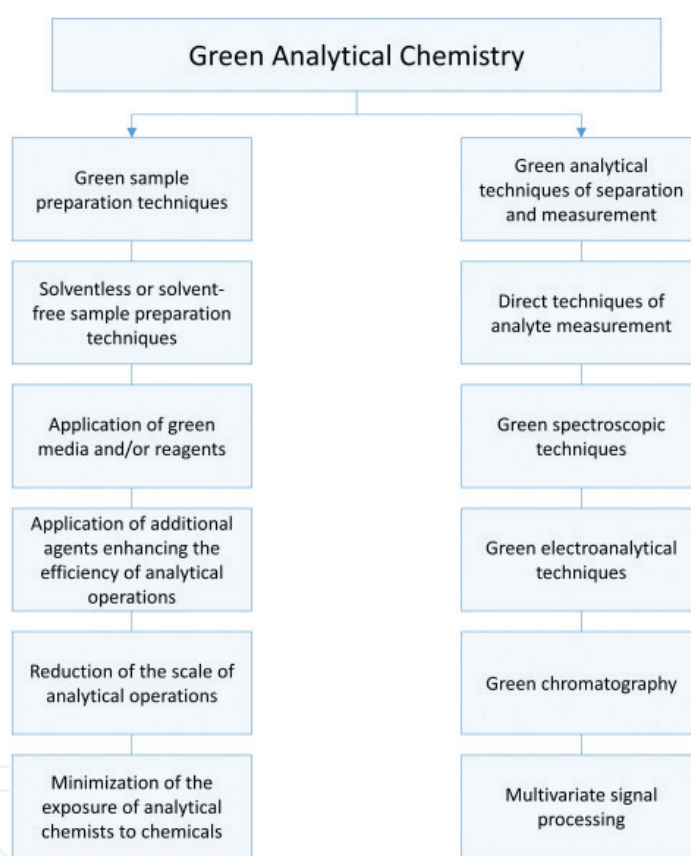 Green Analytical Chemistry
Green sample
preparation techniques
Solventless or solvent-
free sample preparation
techniques
Application of green
media and/or reagents
Application of additional
agents enhancing the
efficiency of analytical
operations
Reduction of the scale of
analytical operations
Minimization of the
exposure of analytical
chemists to chemicals
Green analytical
techniques of separation
and measurement
Direct techniques of
analyte measurement
Green spectroscopic
techniques
Green electroanalytical
techniques
Green chromatography
Multivariate signal
processing